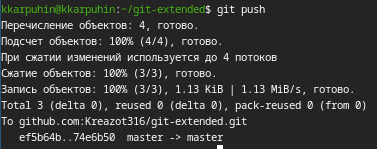 kkarpuhin@kkarpuhin:~/git-extended$ git push
Перечисление объектов: 4, готово.
Подсчет объектов: 100% (4/4), готово.
При сжатии изменений используется до 4 потоков
Сжатие объектов: 100% (3/3), готово.
Запись объектов: 100% (3/3), 1.13 KiB | 1.13 MiB/s, готово.
Total 3 (delta 0), reused 0 (delta 0), pack-reused 0 (from 0)
To github.com:Kreazot316/git-extended.git
   ef5b64b..74e6b50  master -> master